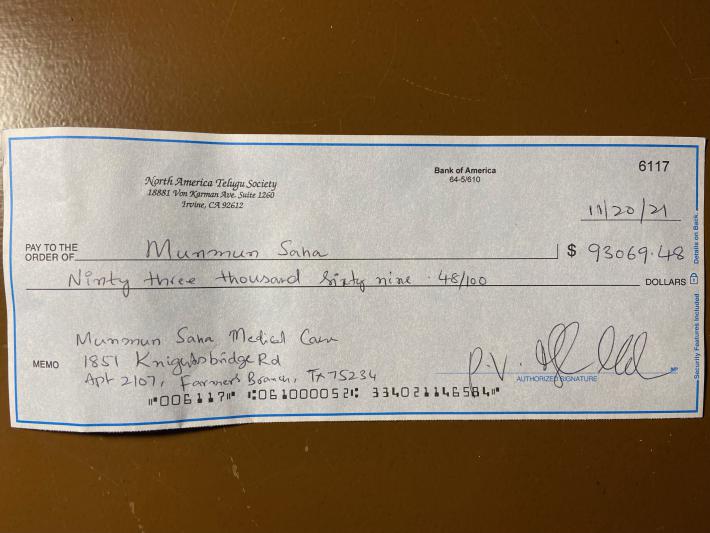 North America Telugu Society
18881 Von Karman Ave. Suite 1260
Irvine, CA 92612
Bank of America
64-5/610
6117
11/20/21
PAY TO THE
ORDER OF Munmun Saha $ 93069.48
Ninty three thousand sixty nine . 48/100 DOLLARS
Security Features Included Details on Back.
Munmun Saha Medical Care
MEMO 1851 Knightsbridge Rd
Apt 2107, Farmers Branch, TX 75234
P.V.
AUTHORIZED SIGNATURE
MP
⑈006117⑈ ⑆061000052⑆ 334021146564⑈